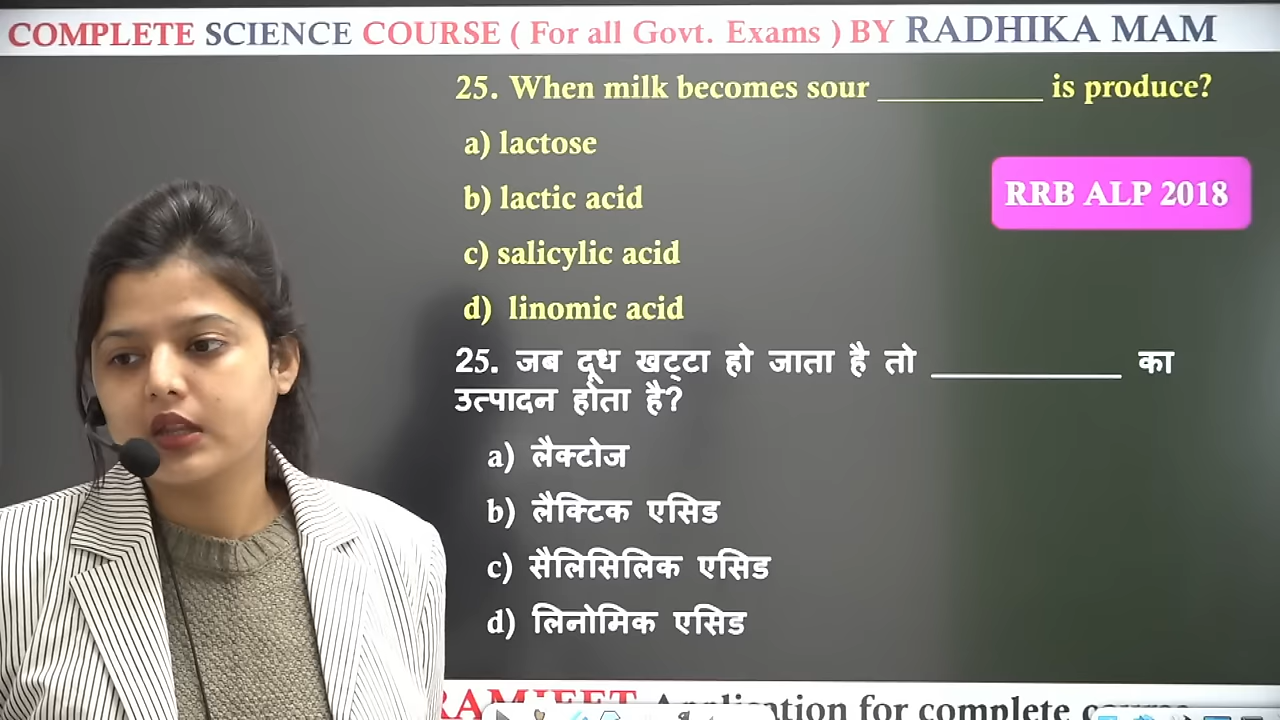 COMPLETE SCIENCE COURSE ( For all Govt. Exams ) BY RADHIKA MAM
25. When milk becomes sour __________ is produce?
a) lactose
b) lactic acid
RRB ALP 2018
c) salicylic acid
d) linomic acid
25. जब दूध खट्टा हो जाता है तो __________ का
उत्पादन होता है?
a) लैक्टोज
b) लैक्टिक एसिड
c) सैलिसिलिक एसिड
d) लिनोमिक एसिड
Application for complete course